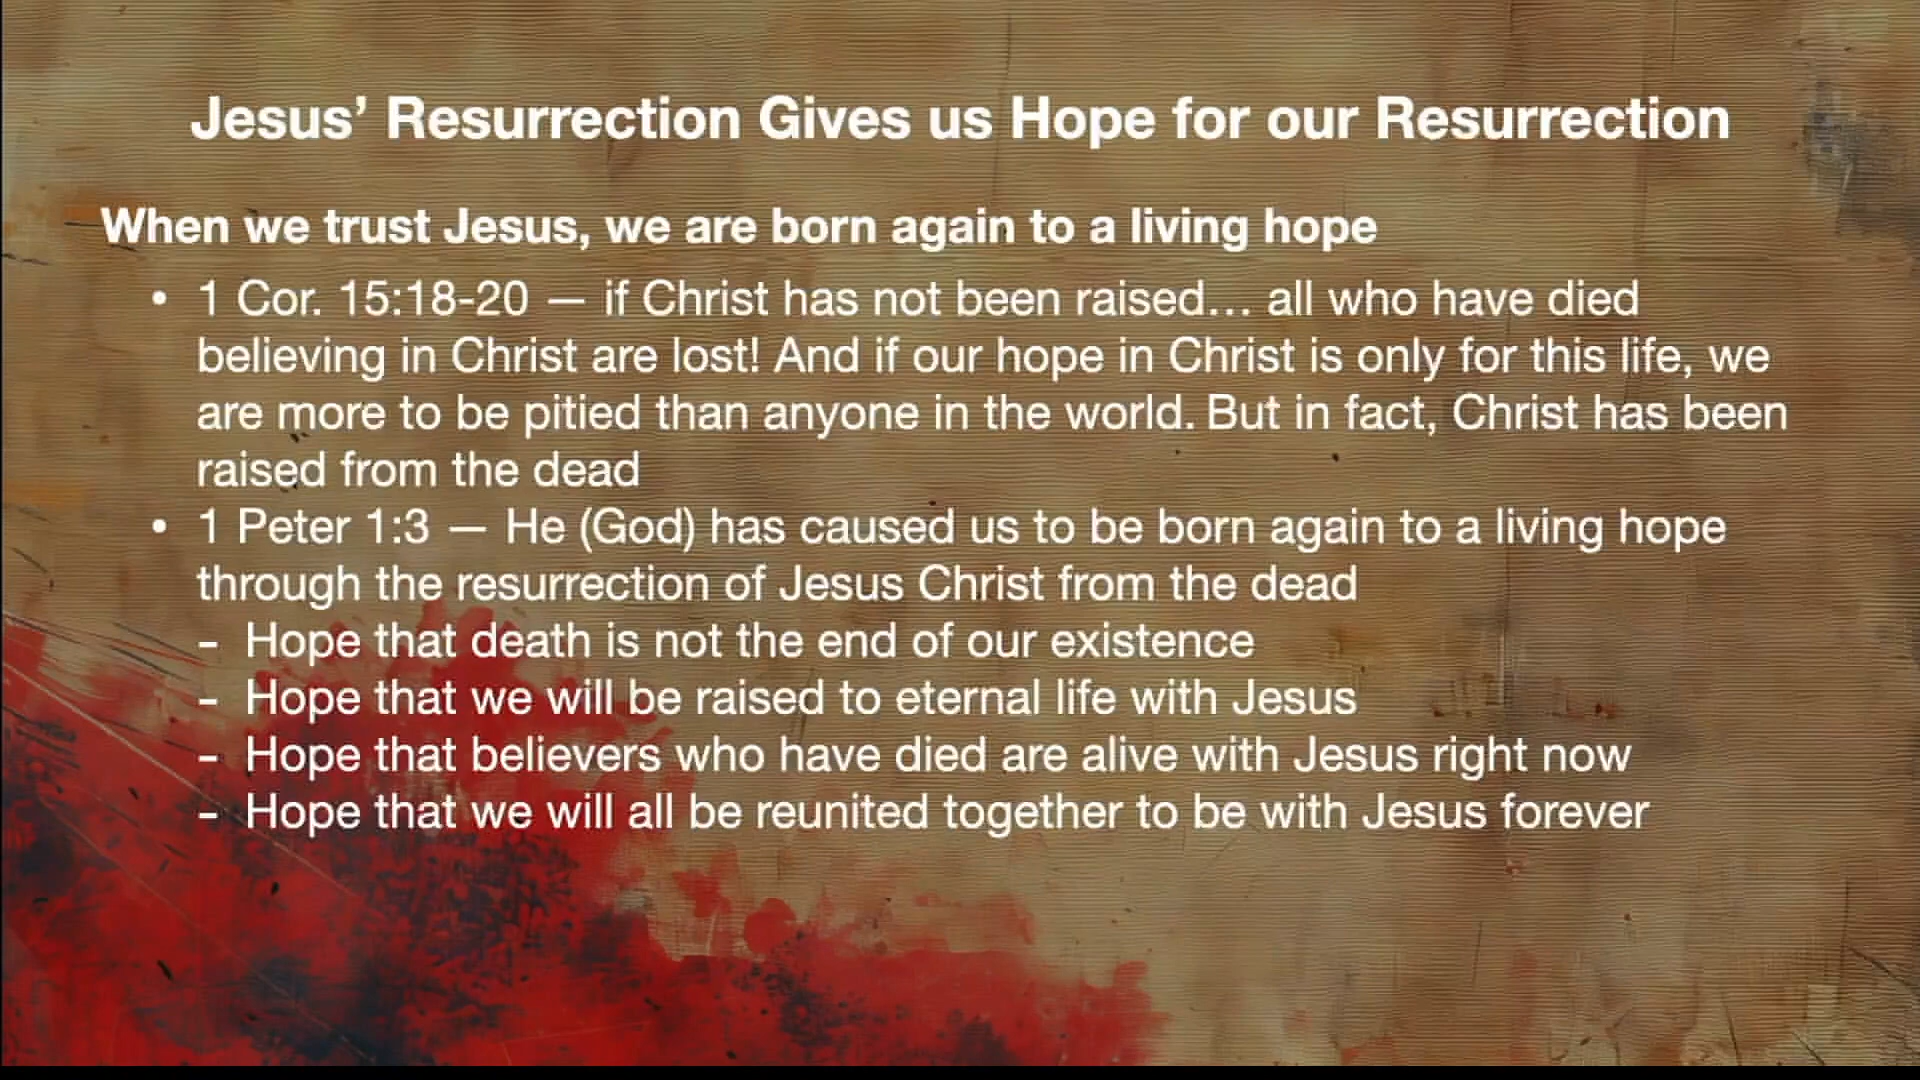 Jesus’ Resurrection Gives us Hope for our Resurrection
When we trust Jesus, we are born again to a living hope
• 1 Cor. 15:18-20 — if Christ has not been raised… all who have died
believing in Christ are lost! And if our hope in Christ is only for this life, we
are more to be pitied than anyone in the world. But in fact, Christ has been
raised from the dead
• 1 Peter 1:3 — He (God) has caused us to be born again to a living hope
through the resurrection of Jesus Christ from the dead
- Hope that death is not the end of our existence
- Hope that we will be raised to eternal life with Jesus
- Hope that believers who have died are alive with Jesus right now
- Hope that we will all be reunited together to be with Jesus forever